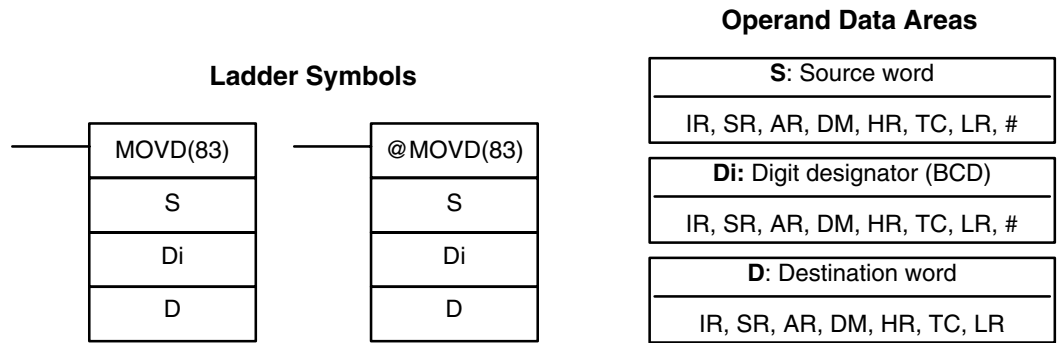 Ladder Symbols
MOVD(83)
S
Di
D
@MOVD(83)
S
Di
D
Operand Data Areas
S: Source word
IR, SR, AR, DM, HR, TC, LR, #
Di: Digit designator (BCD)
IR, SR, AR, DM, HR, TC, LR, #
D: Destination word
IR, SR, AR, DM, HR, TC, LR